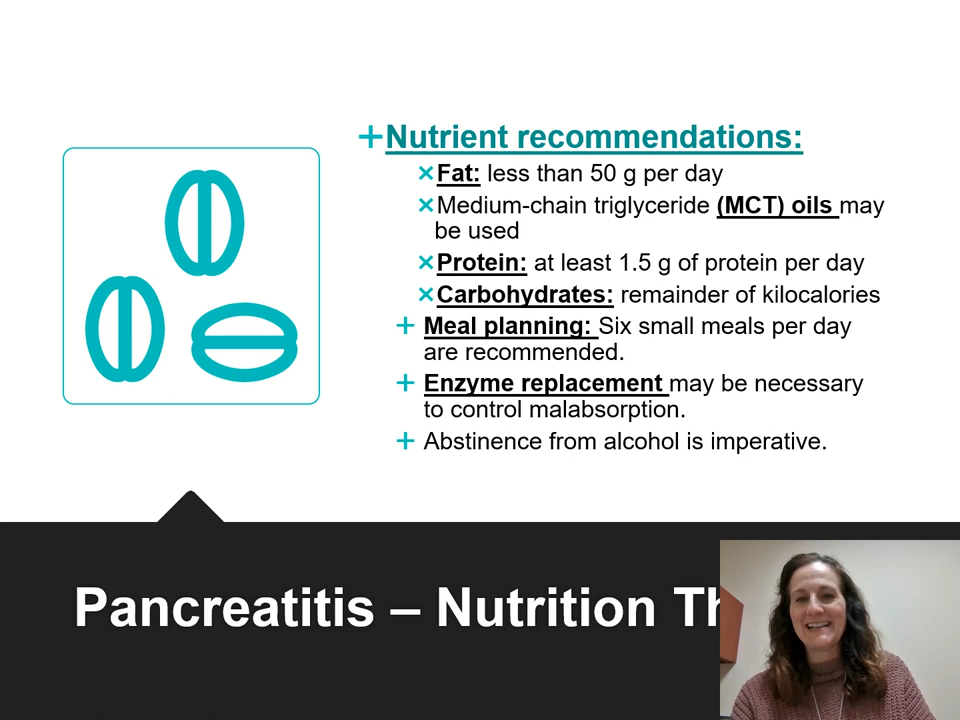 Nutrient recommendations:
Fat: less than 50 g per day
Medium-chain triglyceride (MCT) oils may
be used
Protein: at least 1.5 g of protein per day
Carbohydrates: remainder of kilocalories
Meal planning: Six small meals per day
are recommended.
Enzyme replacement may be necessary
to control malabsorption.
Abstinence from alcohol is imperative.
Pancreatitis – Nutrition